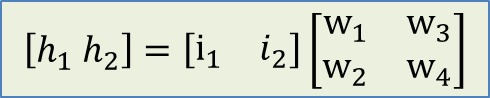 [h₁ h₂] = [i₁ i₂] [w₁ w₃
w₂ w₄]